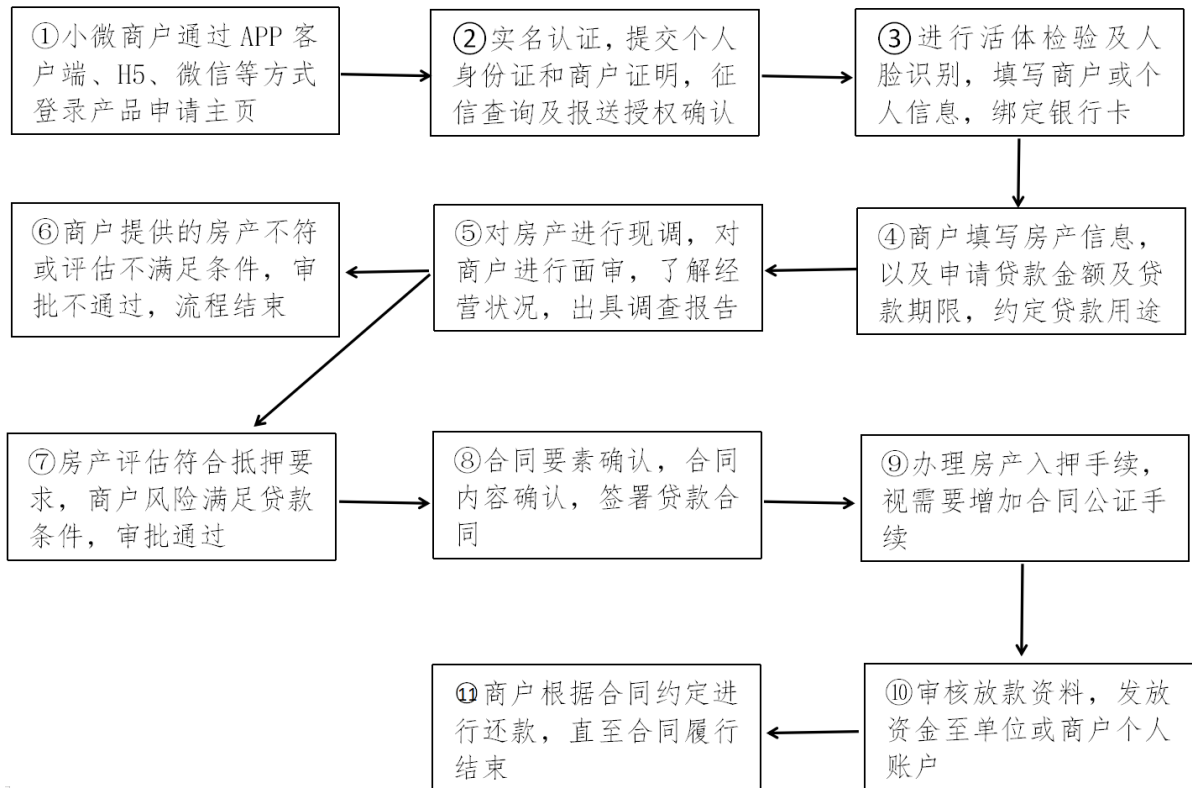 ①小微商户通过 APP 客
户端、H5、微信等方式
登录产品申请主页
②实名认证，提交个人
身份证和商户证明，征
信查询及报送授权确认
③进行活体检验及人
脸识别，填写商户或个
人信息，绑定银行卡
④商户填写房产信息，
以及申请贷款金额及贷
款期限，约定贷款用途
⑤对房产进行现调，对
商户进行面审，了解经
营状况，出具调查报告
⑥商户提供的房产不符
或评估不满足条件，审
批不通过，流程结束
⑦房产评估符合抵押要
求，商户风险满足贷款
条件，审批通过
⑧合同要素确认，合同
内容确认，签署贷款合
同
⑨办理房产入押手续，
视需要增加合同公证手
续
⑩审核放款资料，发放
资金至单位或商户个人
账户
⑪商户根据合同约定进
行还款，直至合同履行
结束